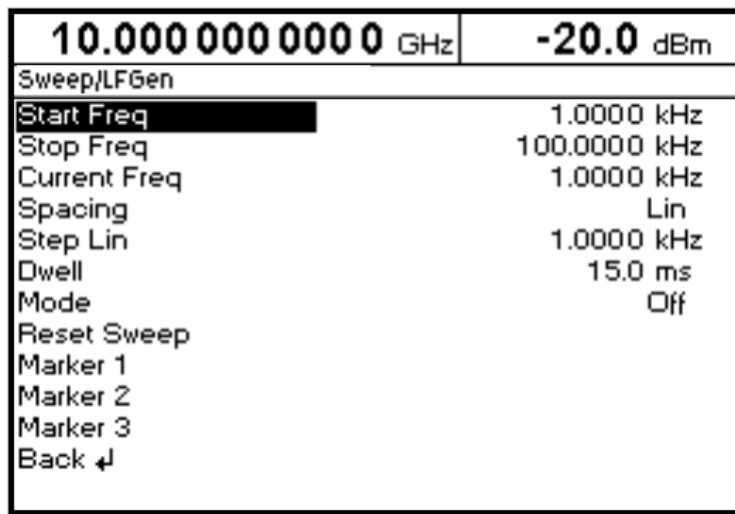 10.000 000 000 0 GHz -20.0 dBm
Sweep/LFGen
Start Freq 1.0000 kHz
Stop Freq 100.0000 kHz
Current Freq 1.0000 kHz
Spacing Lin
Step Lin 1.0000 kHz
Dwell 15.0 ms
Mode Off
Reset Sweep
Marker 1
Marker 2
Marker 3
Back ↲